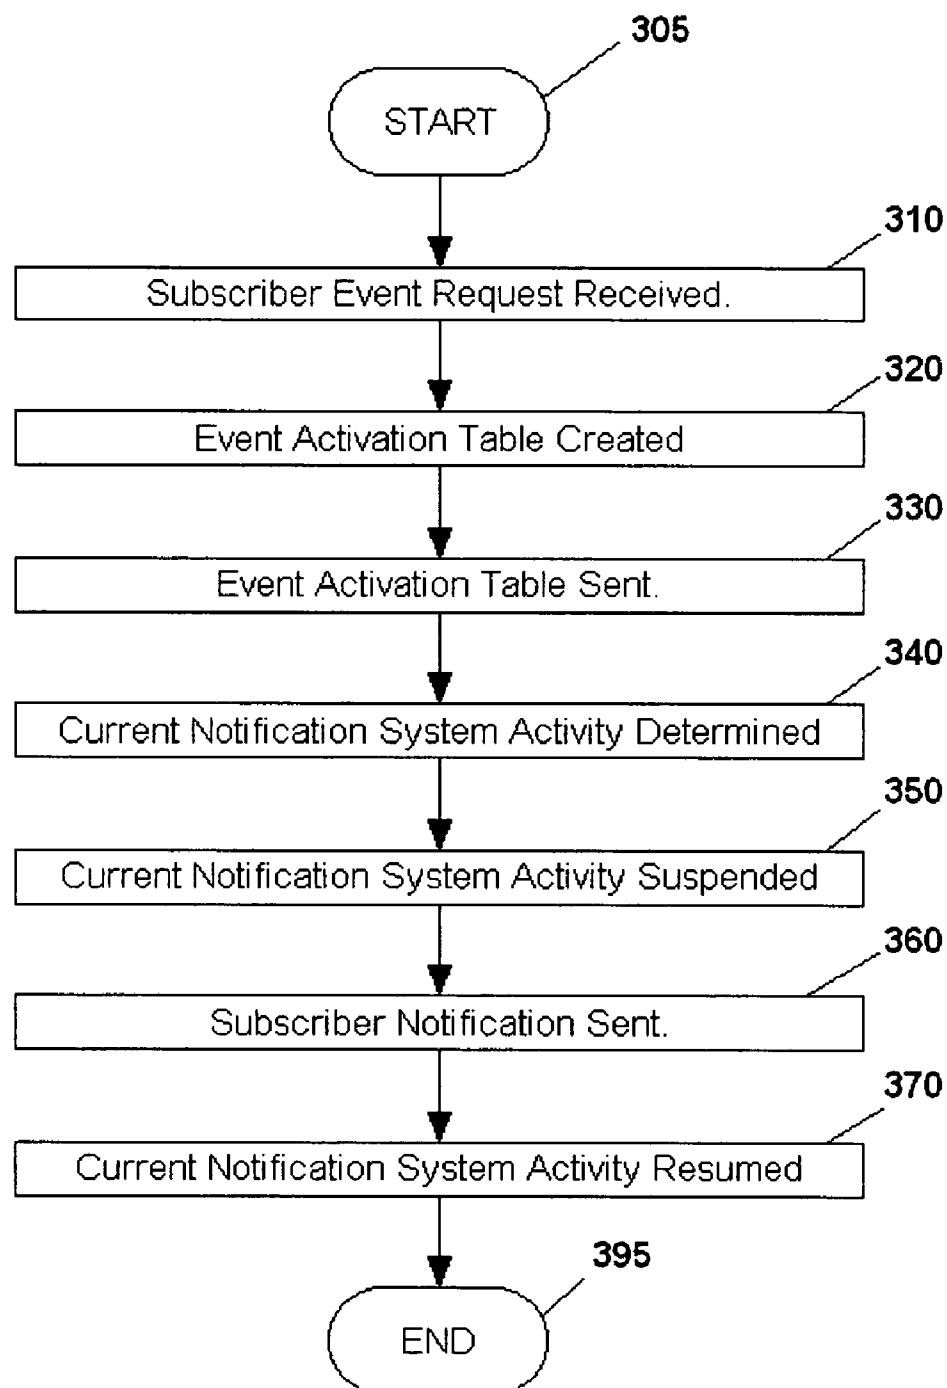 305
START
310
Subscriber Event Request Received.
320
Event Activation Table Created
330
Event Activation Table Sent.
340
Current Notification System Activity Determined
350
Current Notification System Activity Suspended
360
Subscriber Notification Sent.
370
Current Notification System Activity Resumed
395
END